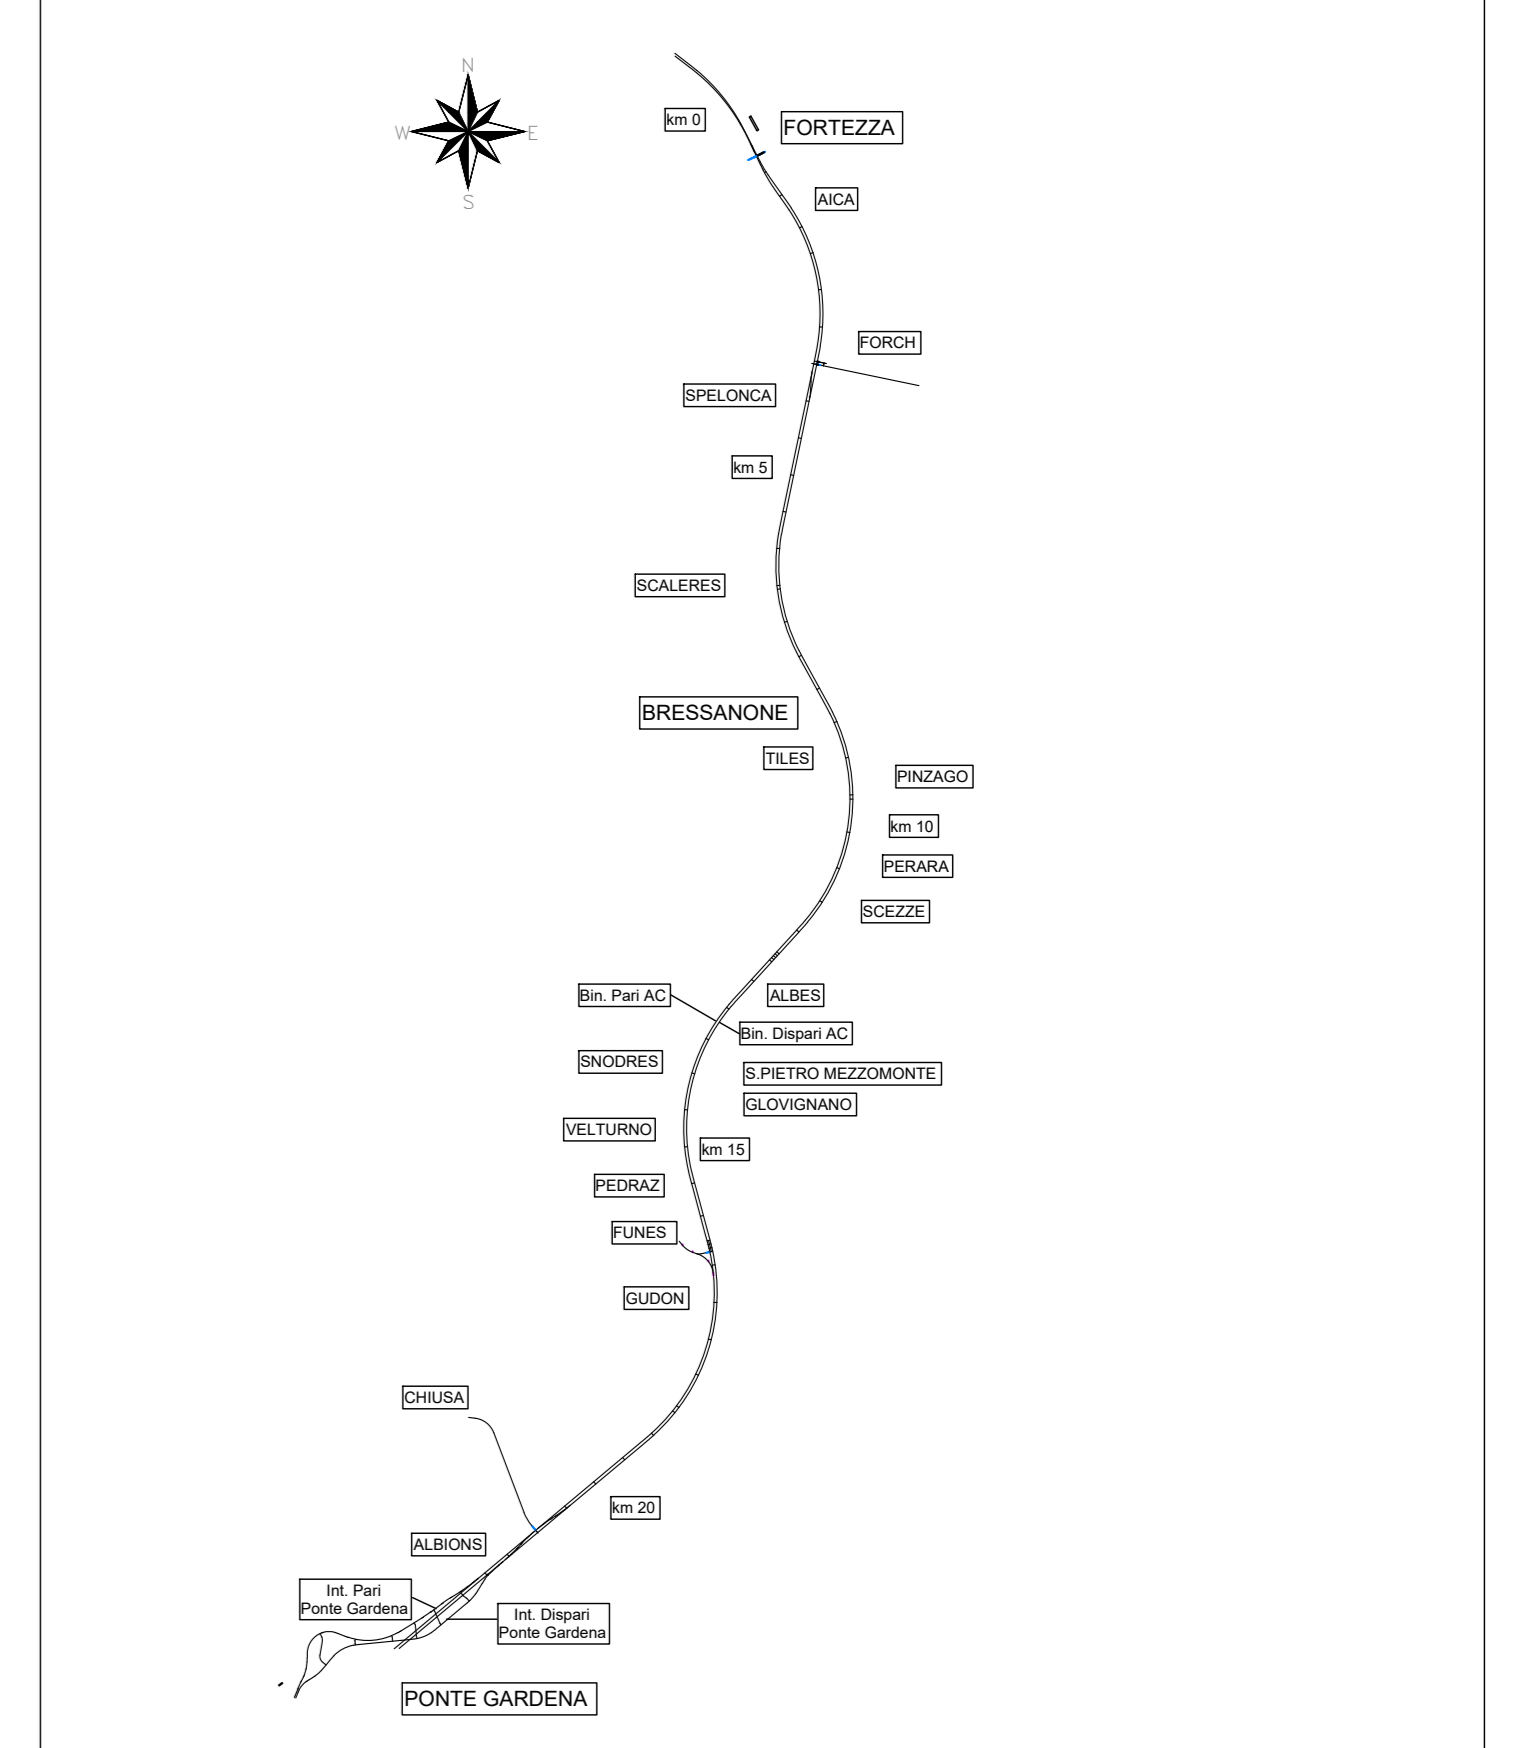 N
W
E
S
km 0
FORTEZZA
AICA
FORCH
SPELONCA
km 5
SCALERES
BRESSANONE
TILES
PINZAGO
km 10
PERARA
SCEZZE
Bin. Pari AC
ALBES
Bin. Dispari AC
SNODRES
S.PIETRO MEZZOMONTE
GLOVIGNANO
VELTURNO
km 15
PEDRAZ
FUNES
GUDON
CHIUSA
km 20
ALBIONS
Int. Pari
Ponte Gardena
Int. Dispari
Ponte Gardena
PONTE GARDENA